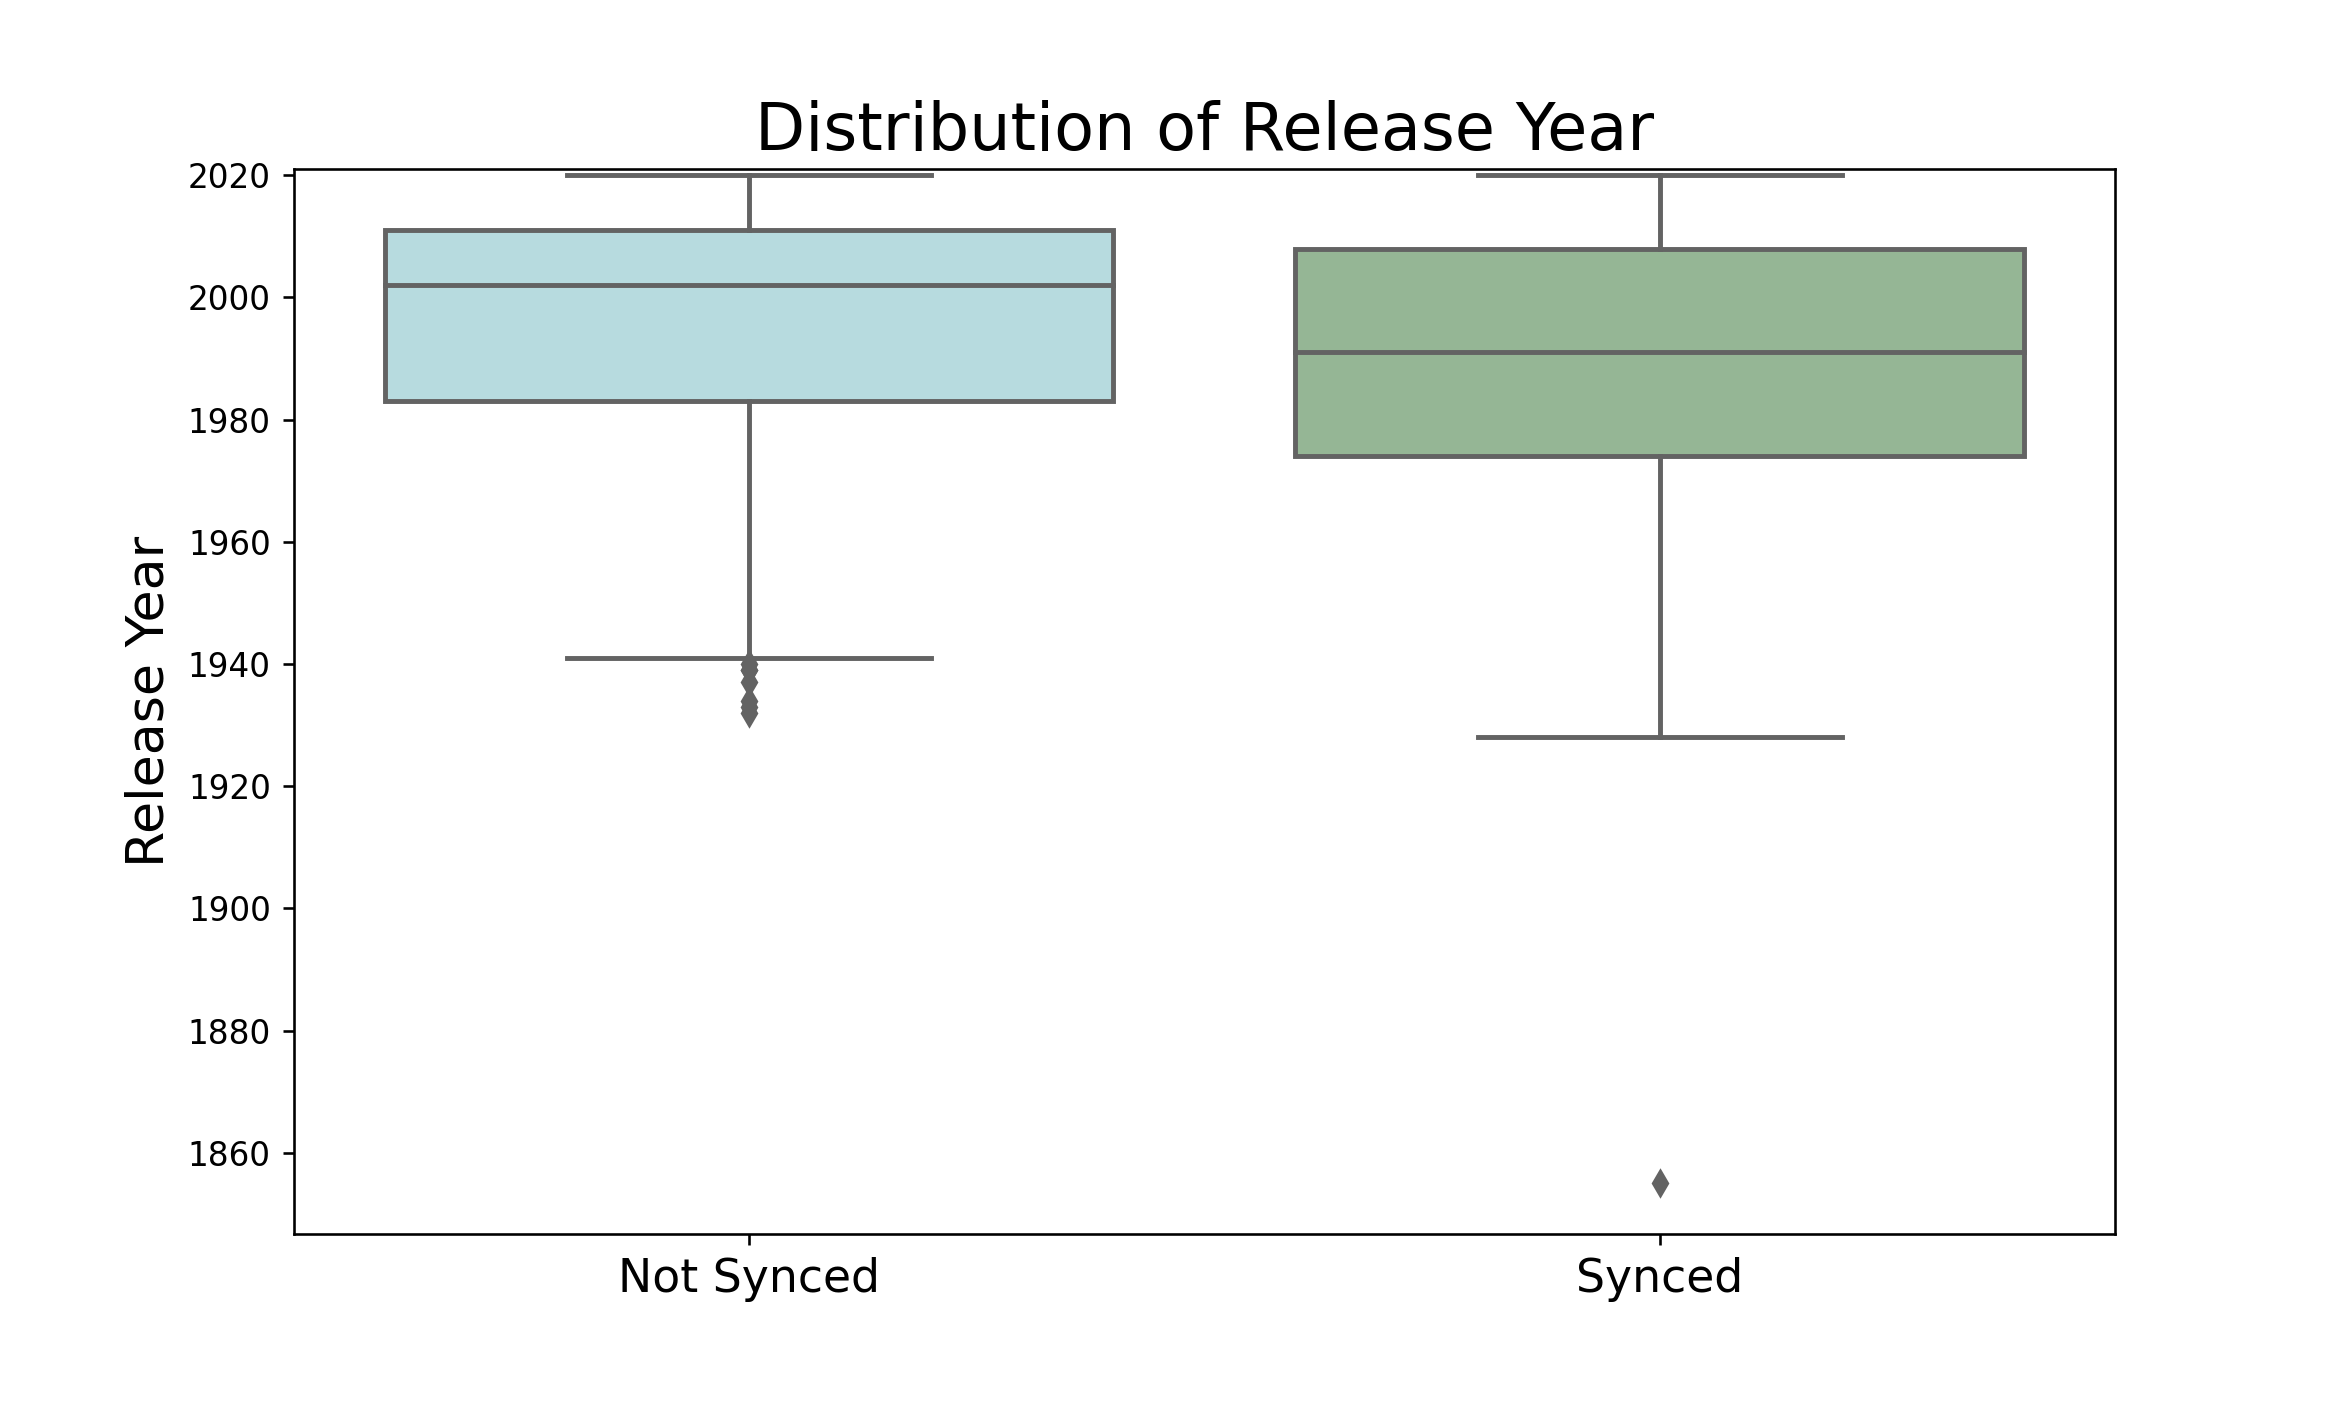 Distribution of Release Year
Release Year
2020
2000
1980
1960
1940
1920
1900
1880
1860
Not Synced
Synced